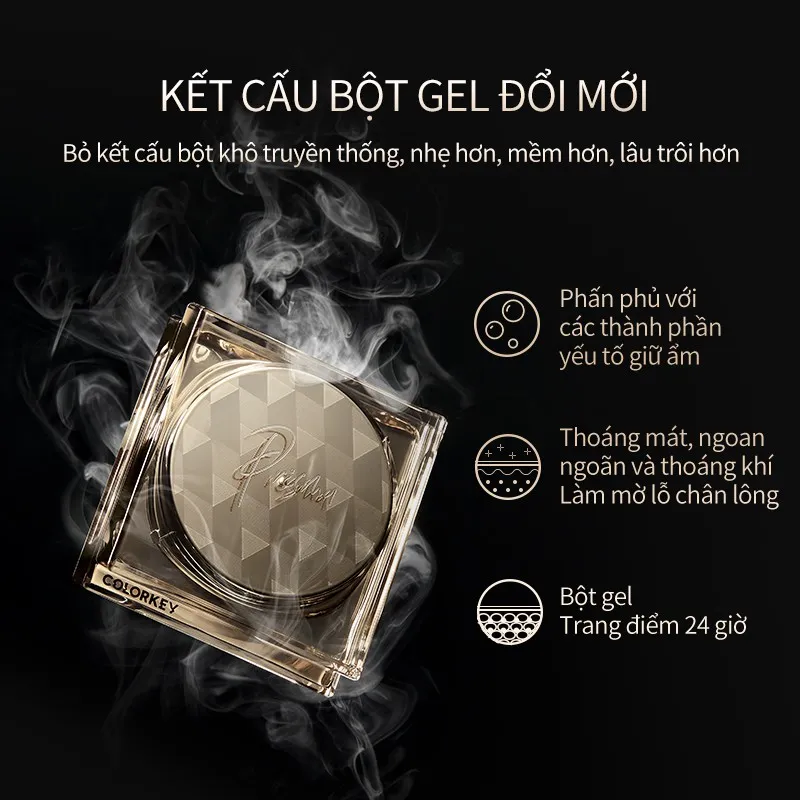 KẾT CẤU BỘT GEL ĐỔI MỚI
Bỏ kết cấu bột khô truyền thống, nhẹ hơn, mềm hơn, lâu trôi hơn
Phấn phủ với
các thành phần
yếu tố giữ ẩm
Thoáng mát, ngoan
ngoãn và thoáng khí
Làm mờ lỗ chân lông
COLORKEY
Bột gel
Trang điểm 24 giờ